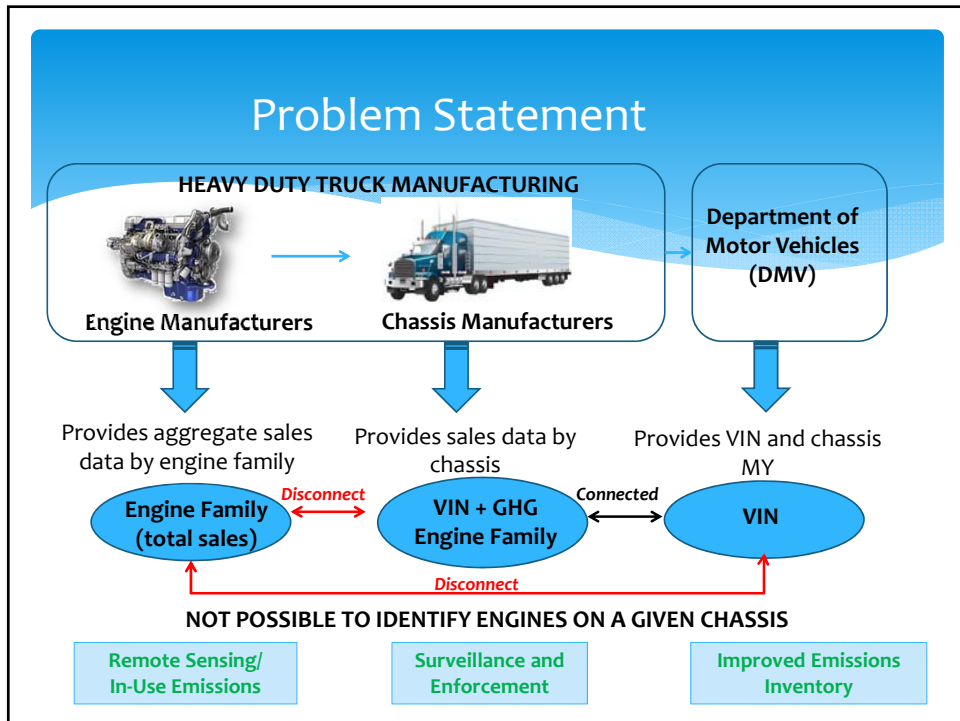 Problem Statement
HEAVY DUTY TRUCK MANUFACTURING
Engine Manufacturers
Chassis Manufacturers
Department of
Motor Vehicles
(DMV)
Provides aggregate sales
data by engine family
Provides sales data by
chassis
Provides VIN and chassis
MY
Engine Family
(total sales)
Disconnect
VIN + GHG
Engine Family
Connected
VIN
Disconnect
NOT POSSIBLE TO IDENTIFY ENGINES ON A GIVEN CHASSIS
Remote Sensing/
In-Use Emissions
Surveillance and
Enforcement
Improved Emissions
Inventory